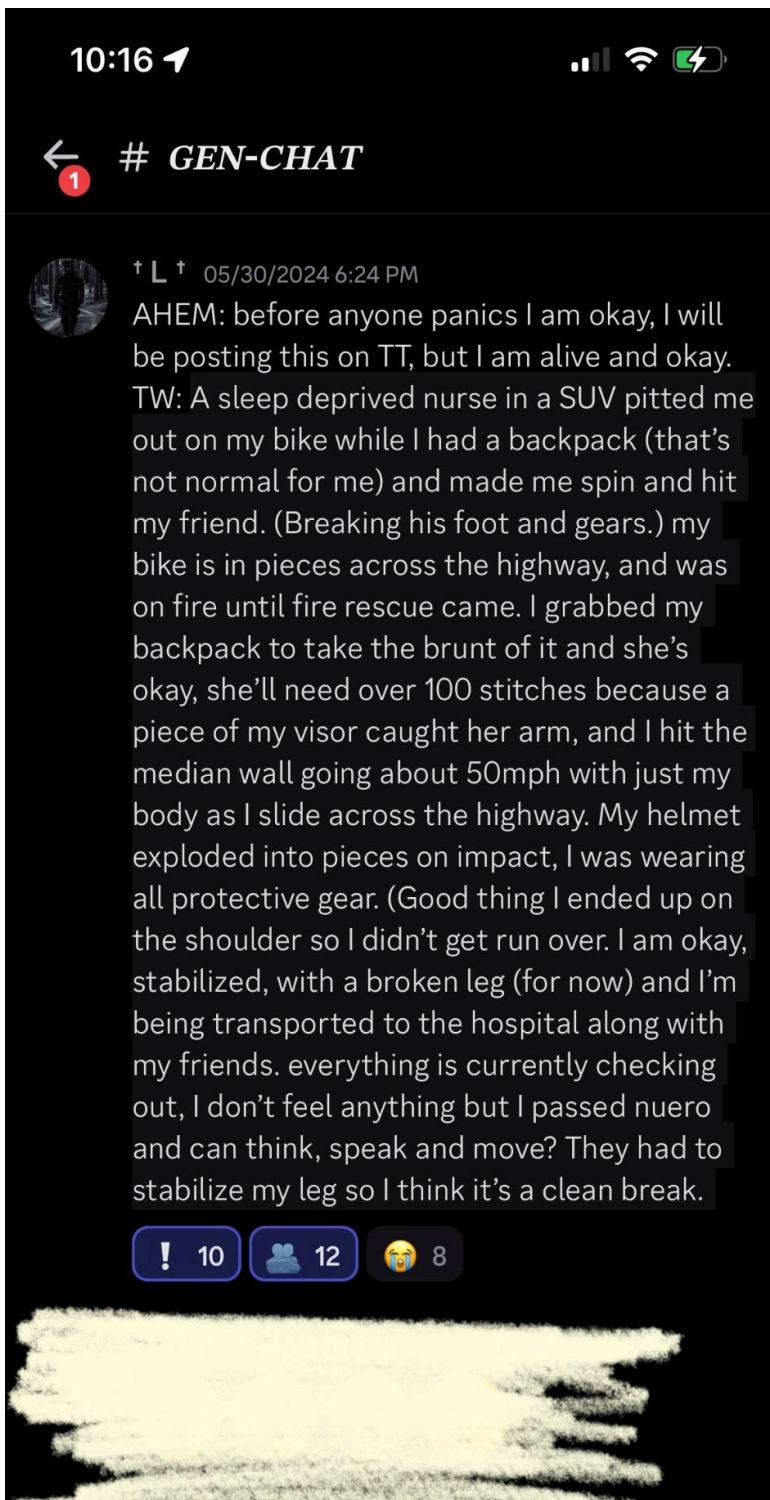 10:16
# GEN-CHAT
1
† L † 05/30/2024 6:24 PM
AHEM: before anyone panics I am okay, I will
be posting this on TT, but I am alive and okay.
TW: A sleep deprived nurse in a SUV pitted me
out on my bike while I had a backpack (that’s
not normal for me) and made me spin and hit
my friend. (Breaking his foot and gears.) my
bike is in pieces across the highway, and was
on fire until fire rescue came. I grabbed my
backpack to take the brunt of it and she’s
okay, she’ll need over 100 stitches because a
piece of my visor caught her arm, and I hit the
median wall going about 50mph with just my
body as I slide across the highway. My helmet
exploded into pieces on impact, I was wearing
all protective gear. (Good thing I ended up on
the shoulder so I didn’t get run over. I am okay,
stabilized, with a broken leg (for now) and I’m
being transported to the hospital along with
my friends. everything is currently checking
out, I don’t feel anything but I passed nuero
and can think, speak and move? They had to
stabilize my leg so I think it’s a clean break.
! 10 12 8